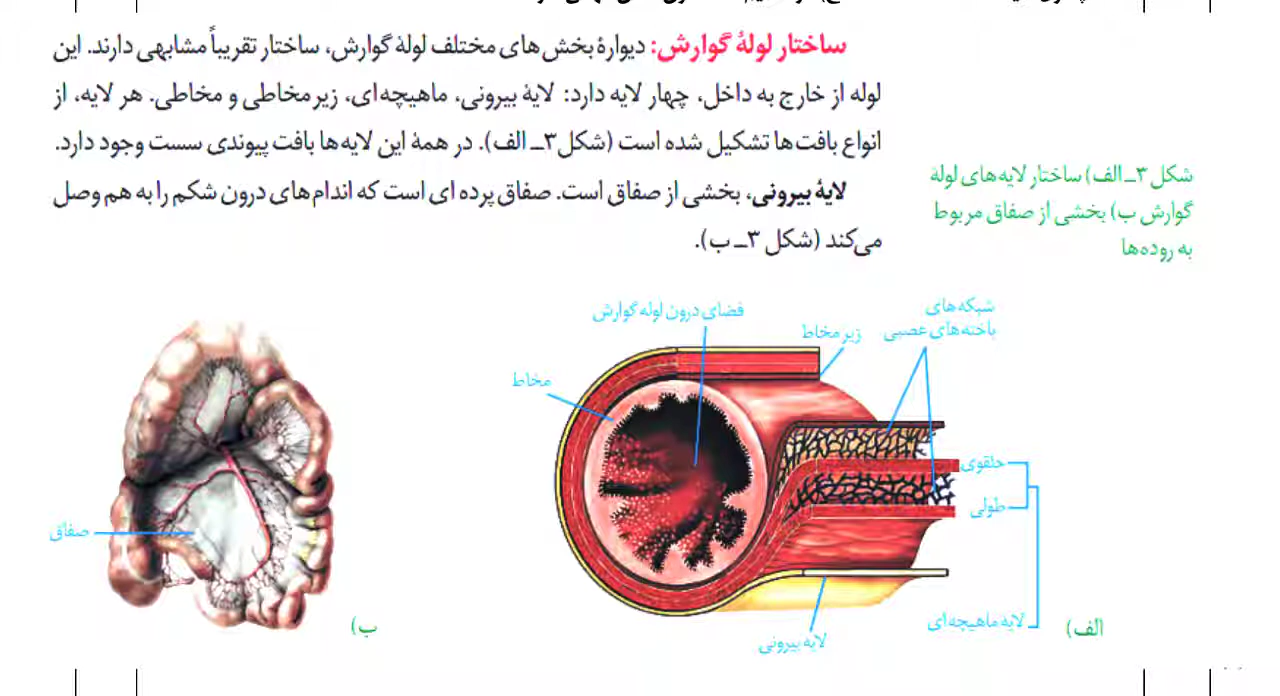 ساختار لولهٔ گوارش: دیوارهٔ بخش‌های مختلف لولهٔ گوارش، ساختار تقریباً مشابهی دارند. این
لوله از خارج به داخل، چهار لایه دارد: لایهٔ بیرونی، ماهیچه‌ای، زیرمخاطی و مخاطی. هر لایه، از
انواع بافت‌ها تشکیل شده است (شکل ۳ــ الف). در همهٔ این لایه‌ها بافت پیوندی سست وجود دارد.
لایهٔ بیرونی، بخشی از صفاق است. صفاق پرده ای است که اندام‌های درون شکم را به هم وصل
می‌کند (شکل ۳ــ ب).
شکل ۳ــ الف) ساختار لایه‌های لولهٔ
گوارش ب) بخشی از صفاق مربوط
به روده‌ها
شبکه‌های
یاخته‌های عصبی
فضای درون لوله گوارش
زیر مخاط
مخاط
حلقوی
طولی
صفاق
لایه ماهیچه ای
لایه بیرونی
الف)
ب)